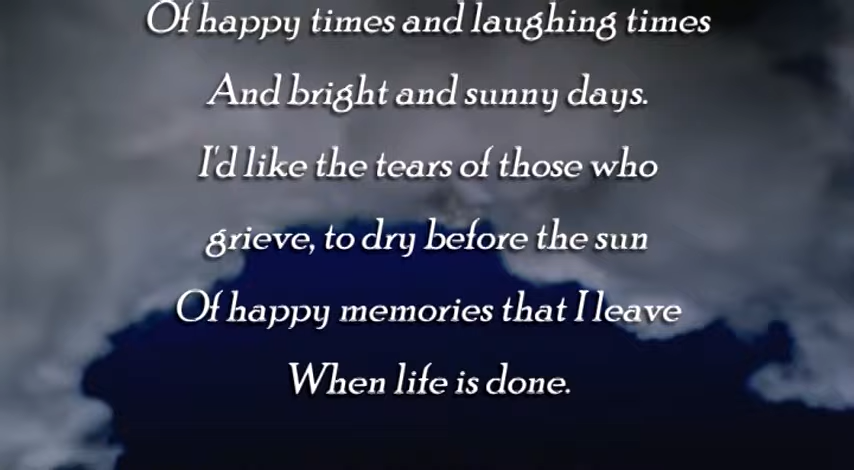 Of happy times and laughing times
And bright and sunny days.
I'd like the tears of those who
grieve, to dry before the sun
Of happy memories that I leave
When life is done.